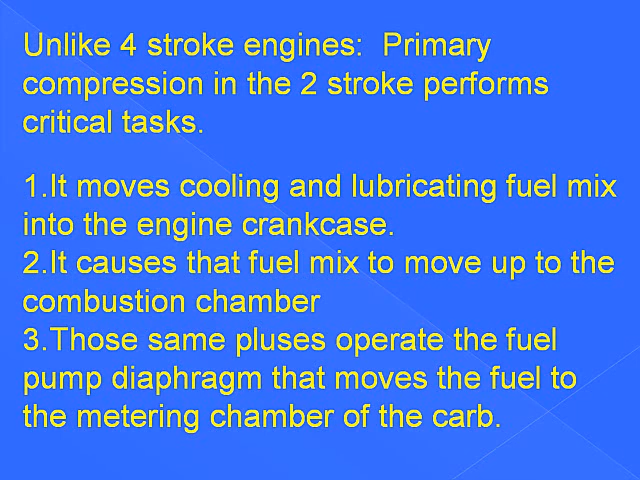 Unlike 4 stroke engines:  Primary
compression in the 2 stroke performs
critical tasks.
1.It moves cooling and lubricating fuel mix
into the engine crankcase.
2.It causes that fuel mix to move up to the
combustion chamber
3.Those same pluses operate the fuel
pump diaphragm that moves the fuel to
the metering chamber of the carb.